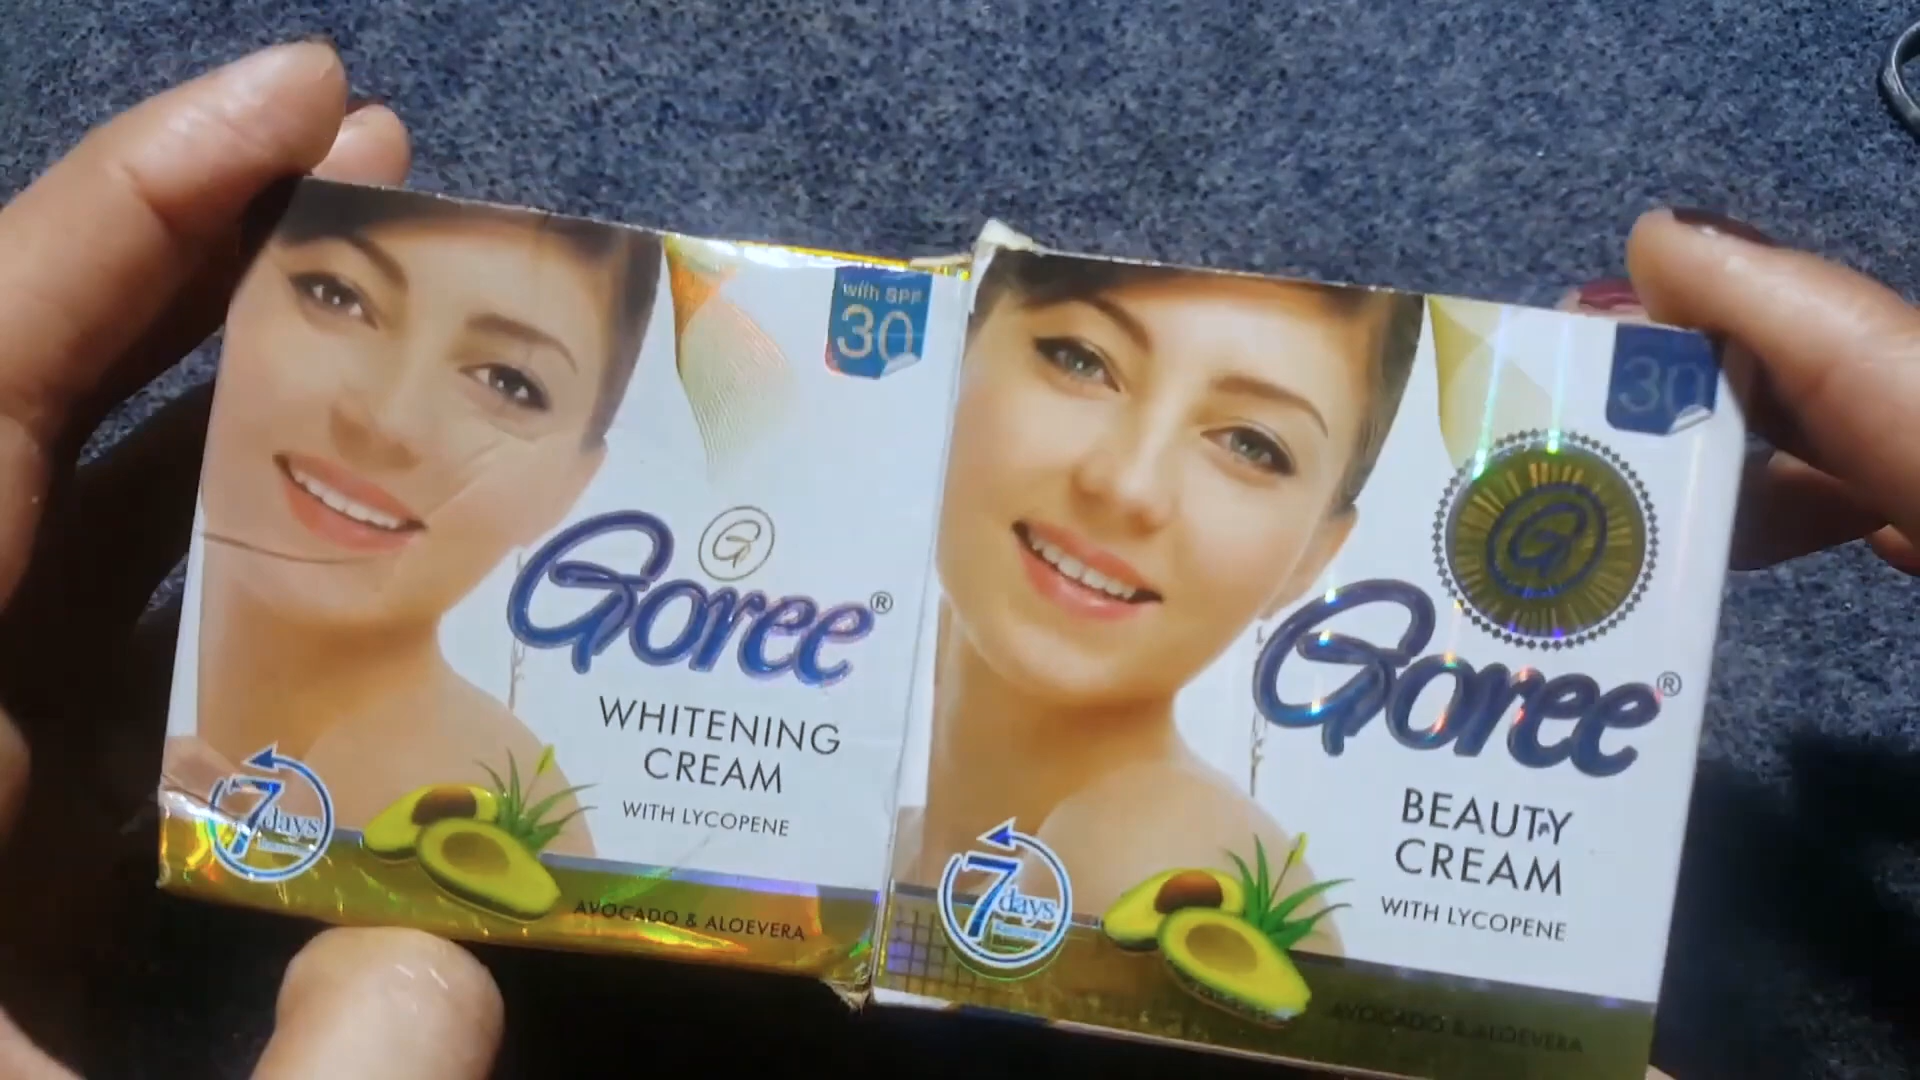 with SPF
30
G
Goree®
WHITENING
CREAM
WITH LYCOPENE
7days
AVOCADO & ALOEVERA
30
G
Goree®
BEAUTY
CREAM
WITH LYCOPENE
7days
AVOCADO & ALOEVERA